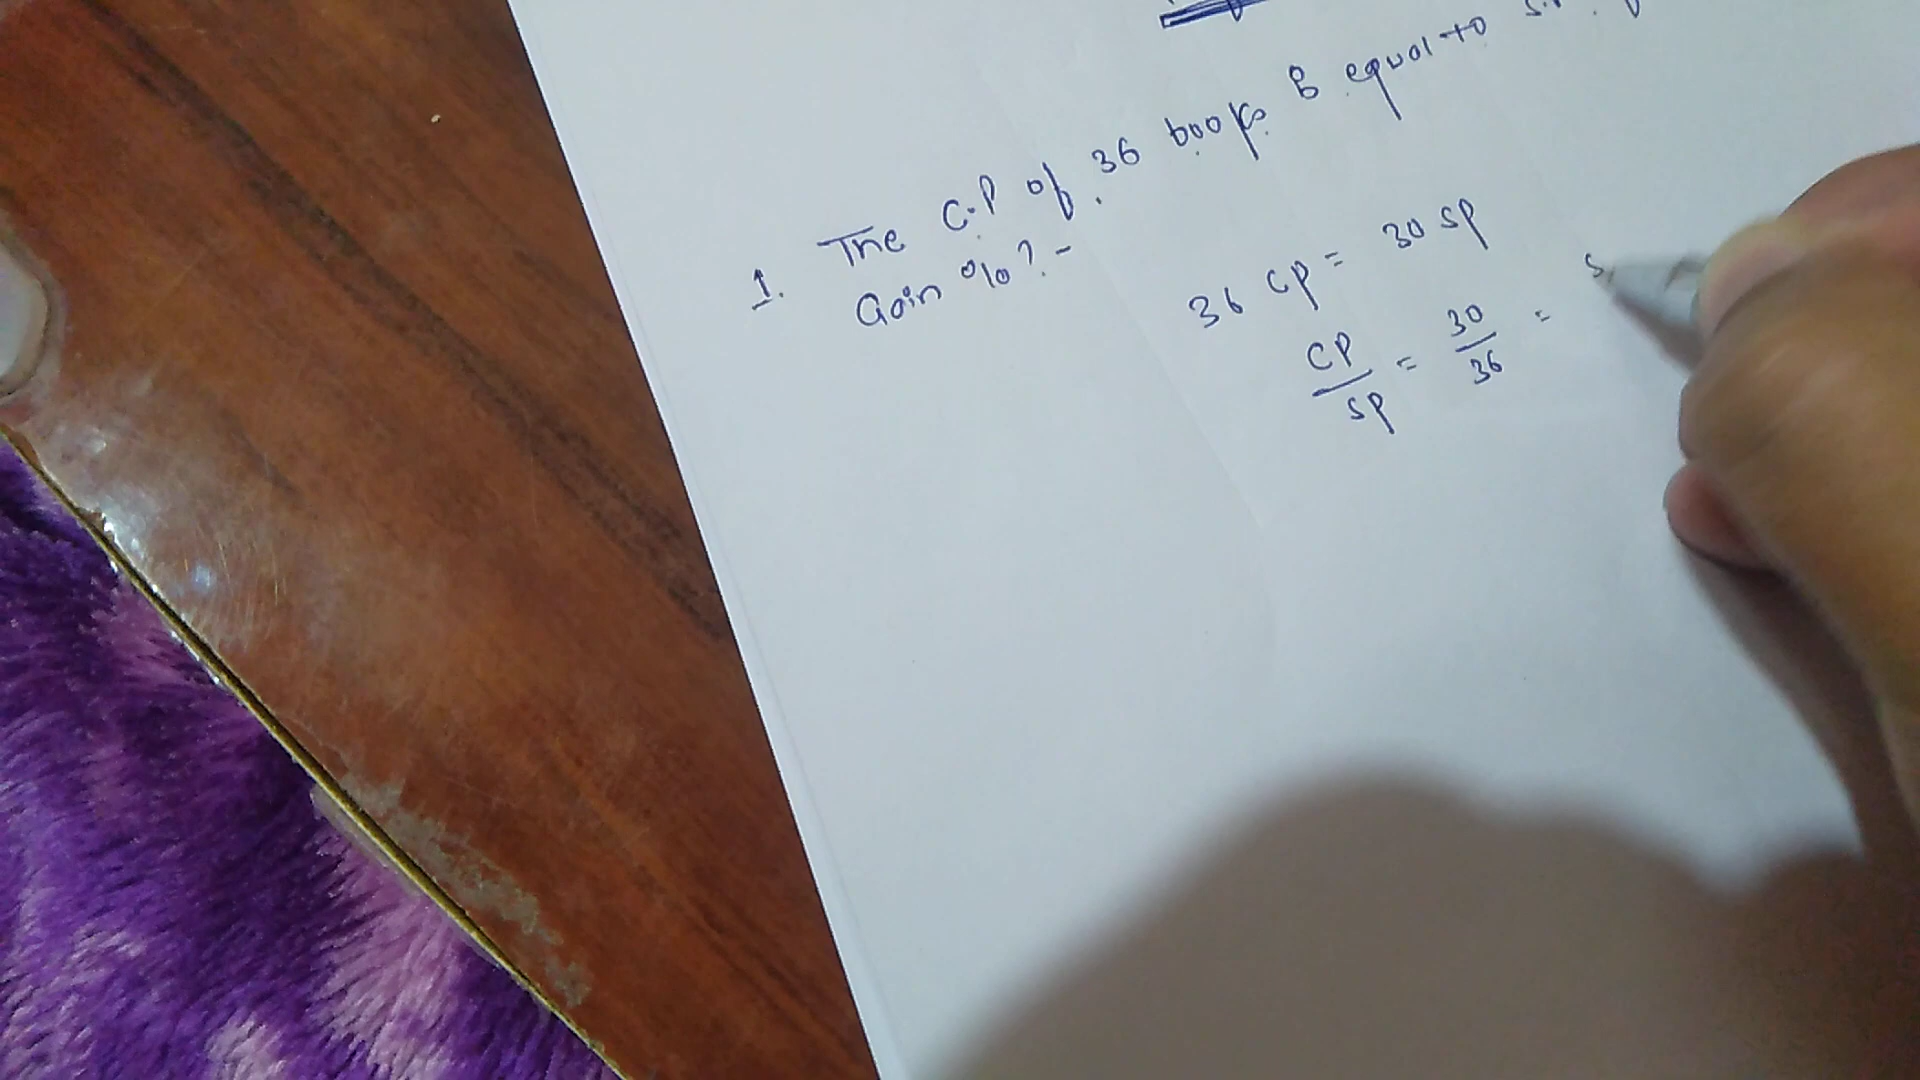 1. The C.P of 36 books is equal to
Gain %? -
36 CP = 30 SP
CP/SP = 30/36 =